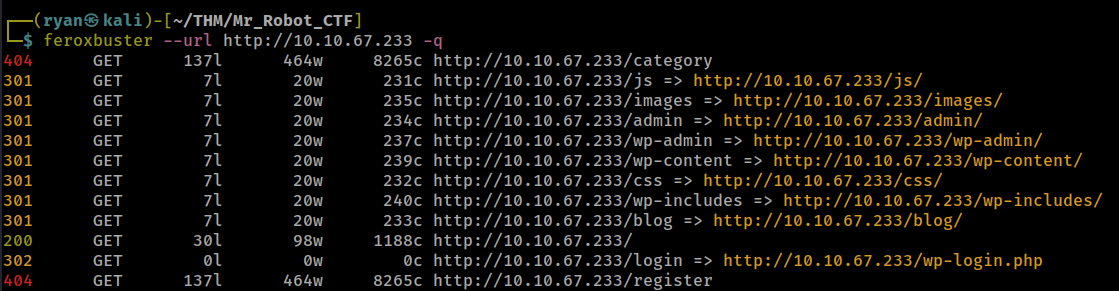 ┌──(ryan㉿kali)-[~/THM/Mr_Robot_CTF]
└─$ feroxbuster --url http://10.10.67.233 -q
404 GET 137l 464w 8265c http://10.10.67.233/category
301 GET 7l 20w 231c http://10.10.67.233/js => http://10.10.67.233/js/
301 GET 7l 20w 235c http://10.10.67.233/images => http://10.10.67.233/images/
301 GET 7l 20w 234c http://10.10.67.233/admin => http://10.10.67.233/admin/
301 GET 7l 20w 237c http://10.10.67.233/wp-admin => http://10.10.67.233/wp-admin/
301 GET 7l 20w 239c http://10.10.67.233/wp-content => http://10.10.67.233/wp-content/
301 GET 7l 20w 232c http://10.10.67.233/css => http://10.10.67.233/css/
301 GET 7l 20w 240c http://10.10.67.233/wp-includes => http://10.10.67.233/wp-includes/
301 GET 7l 20w 233c http://10.10.67.233/blog => http://10.10.67.233/blog/
200 GET 30l 98w 1188c http://10.10.67.233/
302 GET 0l 0w 0c http://10.10.67.233/login => http://10.10.67.233/wp-login.php
404 GET 137l 464w 8265c http://10.10.67.233/register